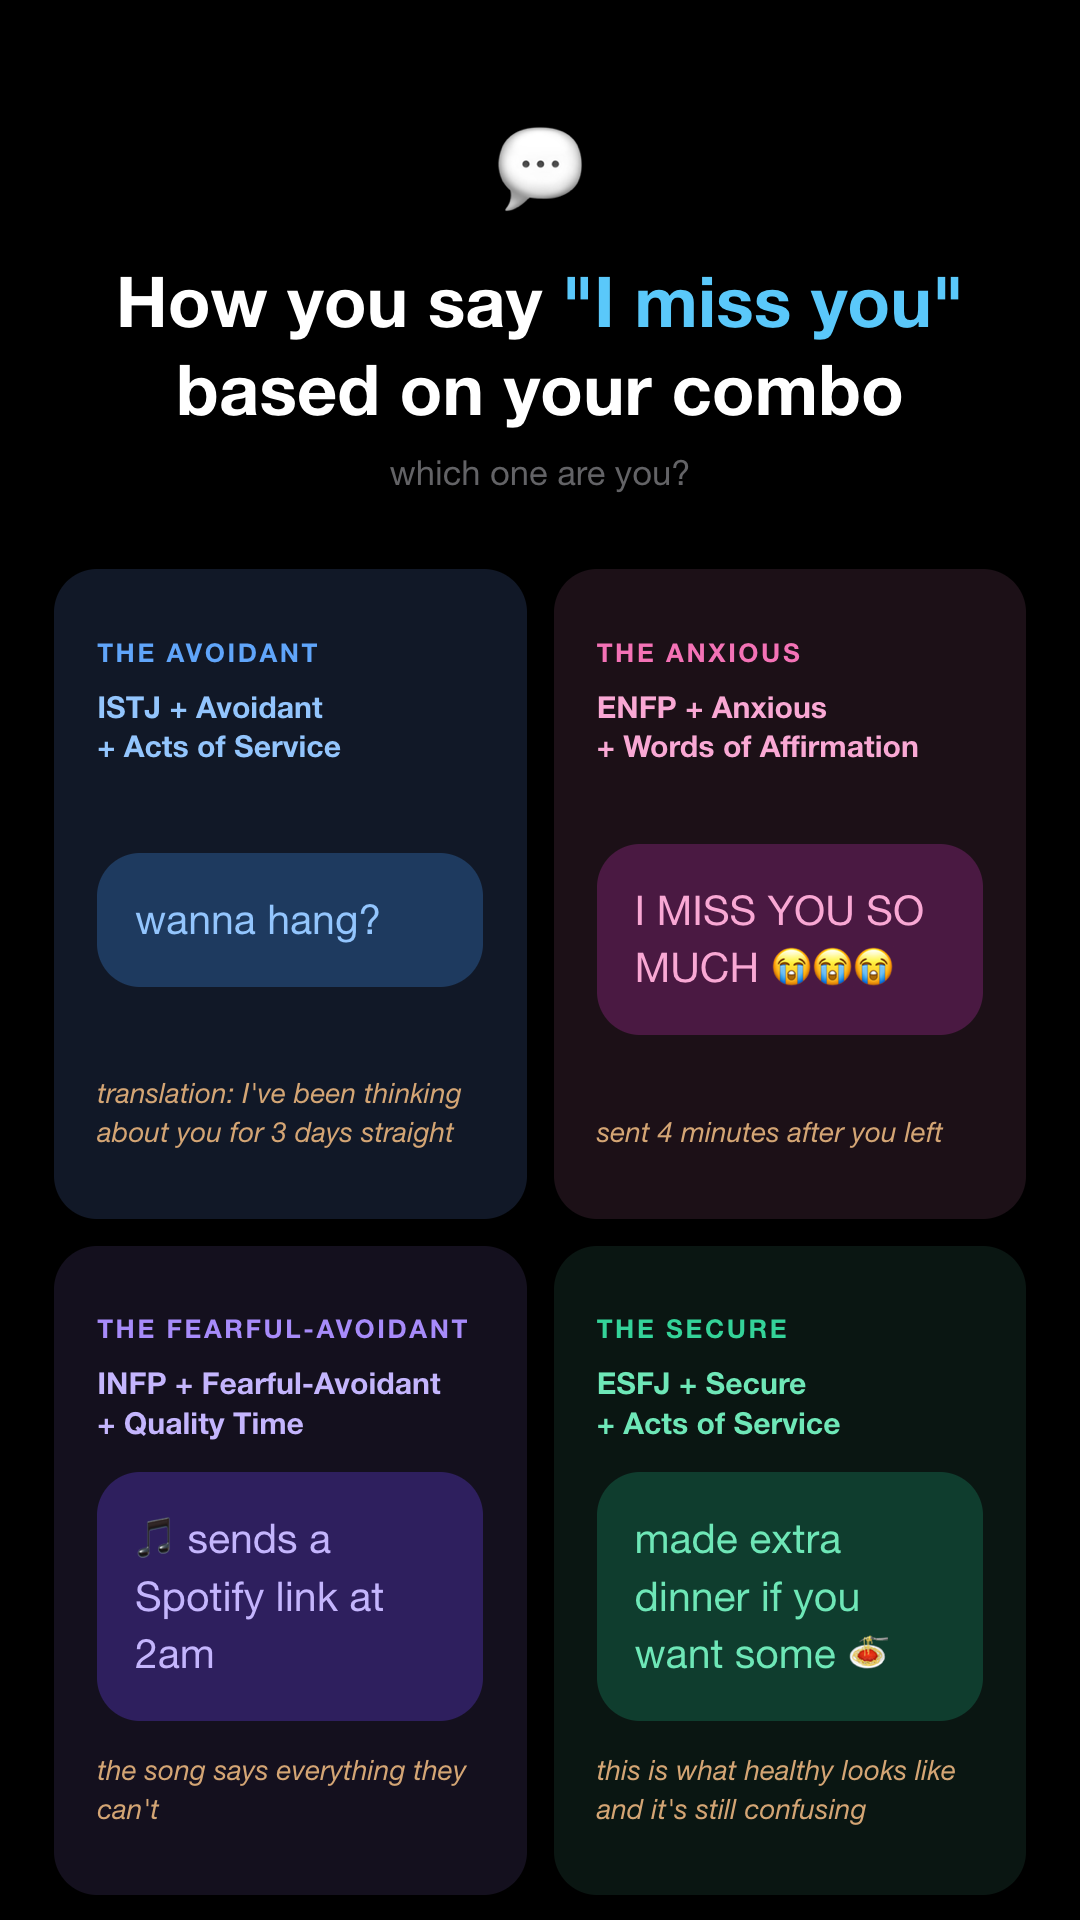 How you say "I miss you"
based on your combo
which one are you?
THE AVOIDANT
ISTJ + Avoidant
+ Acts of Service
wanna hang?
translation: I've been thinking
about you for 3 days straight
THE ANXIOUS
ENFP + Anxious
+ Words of Affirmation
I MISS YOU SO
MUCH 😭😭😭
sent 4 minutes after you left
THE FEARFUL-AVOIDANT
INFP + Fearful-Avoidant
+ Quality Time
🎵 sends a
Spotify link at
2am
the song says everything they
can't
THE SECURE
ESFJ + Secure
+ Acts of Service
made extra
dinner if you
want some 🍝
this is what healthy looks like
and it's still confusing